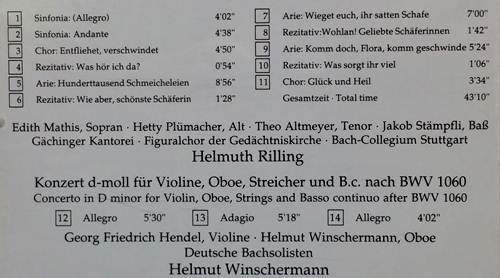 1 Sinfonia: (Allegro) 4'02"
2 Sinfonia: Andante 4'38"
3 Chor: Entfliehet, verschwindet 4'50"
4 Rezitativ: Was hör ich da? 0'54"
5 Arie: Hunderttausend Schmeicheleien 8'56"
6 Rezitativ: Wie aber, schönste Schäferin 1'28"
7 Arie: Wieget euch, ihr satten Schafe 7'00"
8 Rezitativ:Wohlan! Geliebte Schäferinnen 1'42"
9 Arie: Komm doch, Flora, komm geschwinde 5'24"
10 Rezitativ: Was sorgt ihr viel 1'06"
11 Chor: Glück und Heil 3'34"
Gesamtzeit · Total time 43'10"
Edith Mathis, Sopran · Hetty Plümacher, Alt · Theo Altmeyer, Tenor · Jakob Stämpfli, Baß
Gächinger Kantorei · Figuralchor der Gedächtniskirche · Bach-Collegium Stuttgart
Helmuth Rilling
Konzert d-moll für Violine, Oboe, Streicher und B.c. nach BWV 1060
Concerto in D minor for Violin, Oboe, Strings and Basso continuo after BWV 1060
12 Allegro 5'30" 13 Adagio 5'18" 14 Allegro 4'02"
Georg Friedrich Hendel, Violine · Helmut Winschermann, Oboe
Deutsche Bachsolisten
Helmut Winschermann